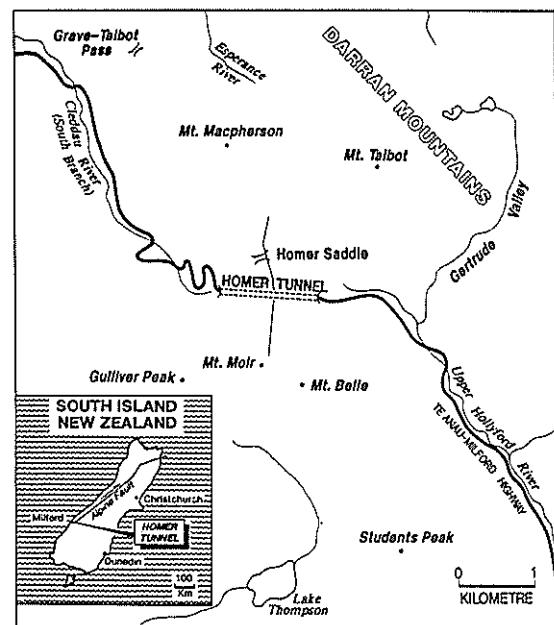 Grave–Talbot
Pass
Esperance
River
DARRAN MOUNTAINS
Cleddau River
(South Branch)
Mt. Macpherson
Mt. Talbot
Gertrude Valley
Homer Saddle
HOMER TUNNEL
Mt. Moir
Gulliver Peak
Mt. Belle
Upper Hollyford River
TE ANAU–MILFORD HIGHWAY
SOUTH ISLAND
NEW ZEALAND
Alpine Fault
Christchurch
Milford
HOMER
TUNNEL
Dunedin
100
Km
Students Peak
0 1
KILOMETRE
Lake
Thompson